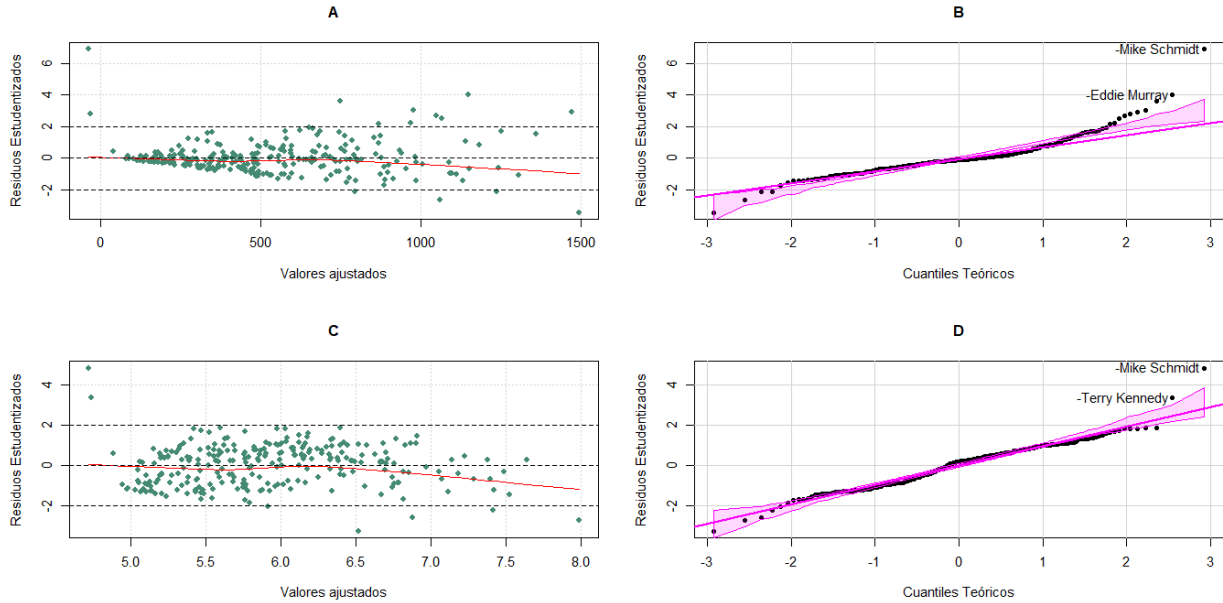 A
Residuos Estudentizados
6
4
2
0
-2
0
500
1000
1500
Valores ajustados
B
Residuos Estudentizados
6
4
2
0
-2
-Mike Schmidt
-Eddie Murray
-3
-2
-1
0
1
2
3
Cuantiles Teóricos
C
Residuos Estudentizados
4
2
0
-2
5.0
5.5
6.0
6.5
7.0
7.5
8.0
Valores ajustados
D
Residuos Estudentizados
4
2
0
-2
-Mike Schmidt
-Terry Kennedy
-3
-2
-1
0
1
2
3
Cuantiles Teóricos